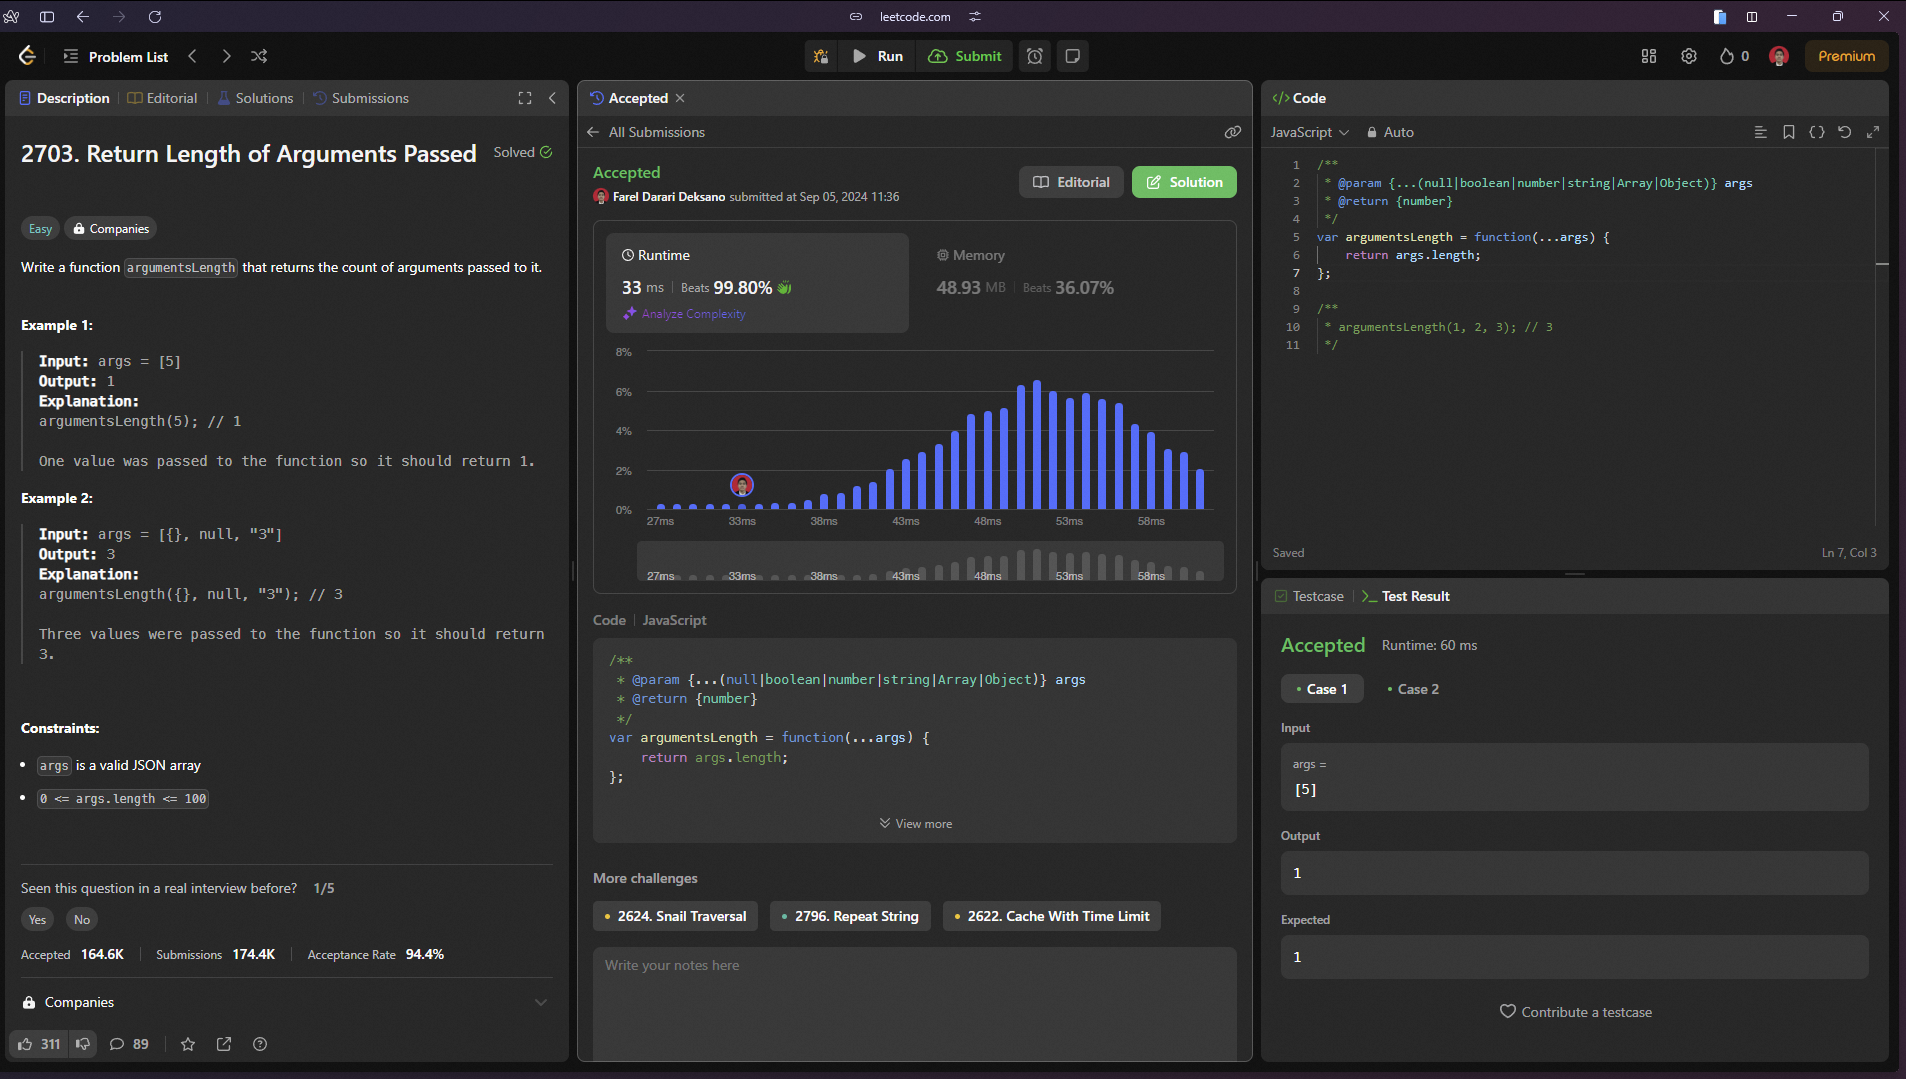 leetcode.com
Problem List
Run
Submit
0
Premium
Description
Editorial
Solutions
Submissions
2703. Return Length of Arguments Passed
Solved
Easy
Companies
Write a function argumentsLength that returns the count of arguments passed to it.
Example 1:
Input: args = [5]
Output: 1
Explanation:
argumentsLength(5); // 1
One value was passed to the function so it should return 1.
Example 2:
Input: args = [{}, null, "3"]
Output: 3
Explanation:
argumentsLength({}, null, "3"); // 3
Three values were passed to the function so it should return
3.
Constraints:
args is a valid JSON array
0 <= args.length <= 100
Seen this question in a real interview before? 1/5
Yes
No
Accepted 164.6K
Submissions 174.4K
Acceptance Rate 94.4%
Companies
311
89
Accepted
All Submissions
Accepted
Farel Darari Deksano submitted at Sep 05, 2024 11:36
Editorial
Solution
Runtime
33 ms
Beats 99.80%
Analyze Complexity
Memory
48.93 MB
Beats 36.07%
8%
6%
4%
2%
0%
27ms 33ms 38ms 43ms 48ms 53ms 58ms
27ms 33ms 38ms 43ms 48ms 53ms 58ms
Code
JavaScript
/**
* @param {...(null|boolean|number|string|Array|Object)} args
* @return {number}
*/
var argumentsLength = function(...args) {
return args.length;
};
View more
More challenges
2624. Snail Traversal
2796. Repeat String
2622. Cache With Time Limit
Write your notes here
</> Code
JavaScript
Auto
1 /**
2 * @param {...(null|boolean|number|string|Array|Object)} args
3 * @return {number}
4 */
5 var argumentsLength = function(...args) {
6 return args.length;
7 };
8
9 /**
10 * argumentsLength(1, 2, 3); // 3
11 */
Saved
Ln 7, Col 3
Testcase
Test Result
Accepted
Runtime: 60 ms
Case 1
Case 2
Input
args =
[5]
Output
1
Expected
1
Contribute a testcase